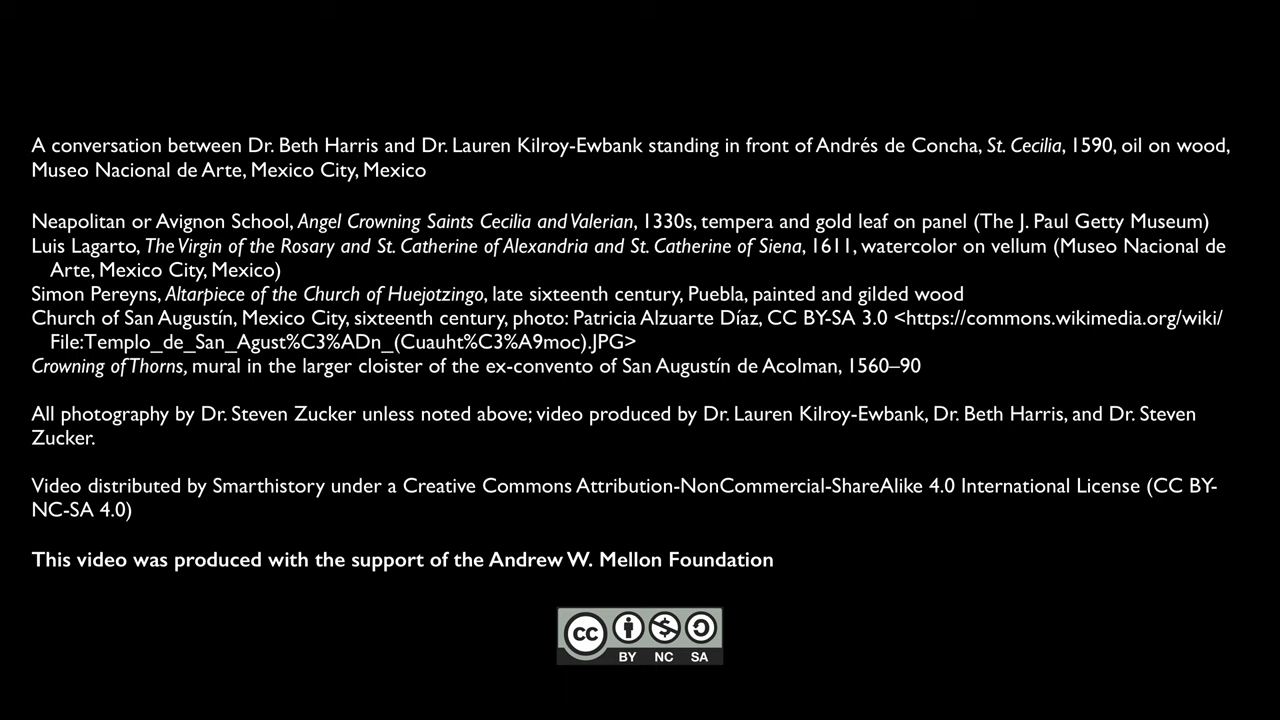 A conversation between Dr. Beth Harris and Dr. Lauren Kilroy-Ewbank standing in front of Andrés de Concha, St. Cecilia, 1590, oil on wood,
Museo Nacional de Arte, Mexico City, Mexico
Neapolitan or Avignon School, Angel Crowning Saints Cecilia and Valerian, 1330s, tempera and gold leaf on panel (The J. Paul Getty Museum)
Luis Lagarto, The Virgin of the Rosary and St. Catherine of Alexandria and St. Catherine of Siena, 1611, watercolor on vellum (Museo Nacional de
Arte, Mexico City, Mexico)
Simon Pereyns, Altarpiece of the Church of Huejotzingo, late sixteenth century, Puebla, painted and gilded wood
Church of San Augustín, Mexico City, sixteenth century, photo: Patricia Alzuarte Díaz, CC BY-SA 3.0 <https://commons.wikimedia.org/wiki/
File:Templo_de_San_Agust%C3%ADn_(Cuauht%C3%A9moc).JPG>
Crowning of Thorns, mural in the larger cloister of the ex-convento of San Augustín de Acolman, 1560–90
All photography by Dr. Steven Zucker unless noted above; video produced by Dr. Lauren Kilroy-Ewbank, Dr. Beth Harris, and Dr. Steven
Zucker.
Video distributed by Smarthistory under a Creative Commons Attribution-NonCommercial-ShareAlike 4.0 International License (CC BY-
NC-SA 4.0)
This video was produced with the support of the Andrew W. Mellon Foundation
cc
BY NC SA